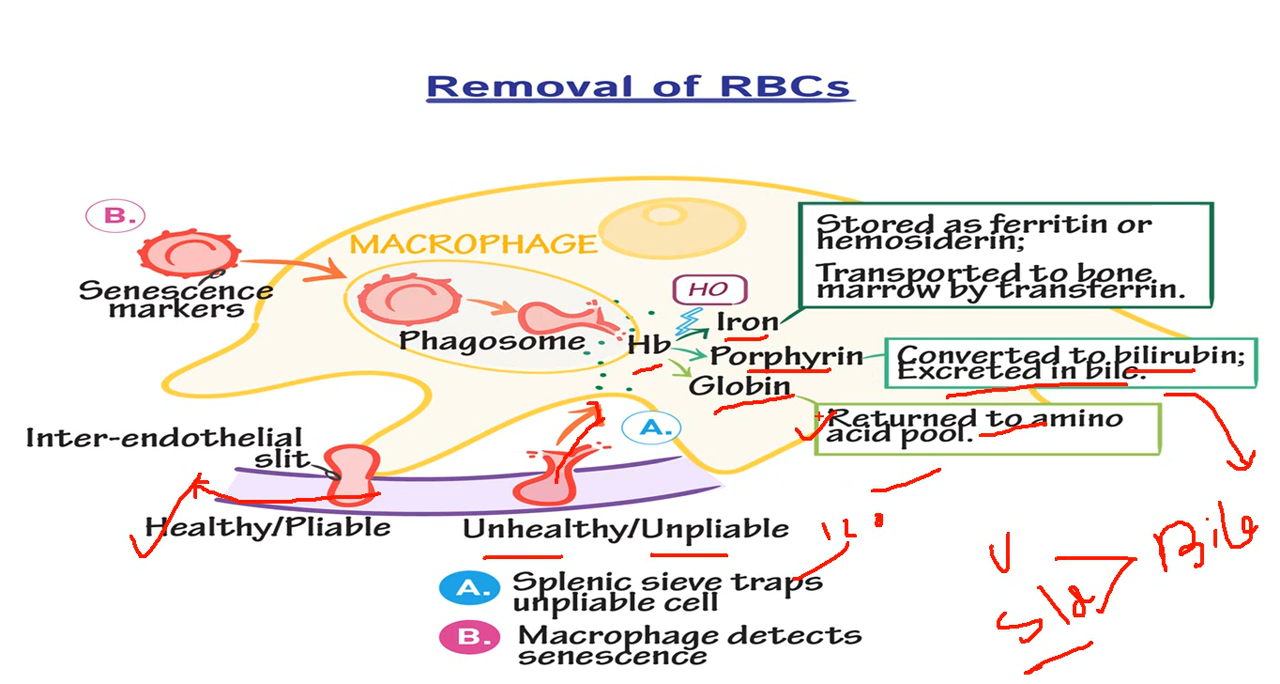 Removal of RBCs
B.
Senescence
markers
MACROPHAGE
Phagosome
HO
Hb
Iron
Porphyrin
Globin
Stored as ferritin or
hemosiderin;
Transported to bone
marrow by transferrin.
Converted to bilirubin;
Excreted in bile.
Returned to amino
acid pool.
A.
Inter-endothelial
slit
Healthy/Pliable
Unhealthy/Unpliable
A. Splenic sieve traps
unpliable cell
B. Macrophage detects
senescence
Bile